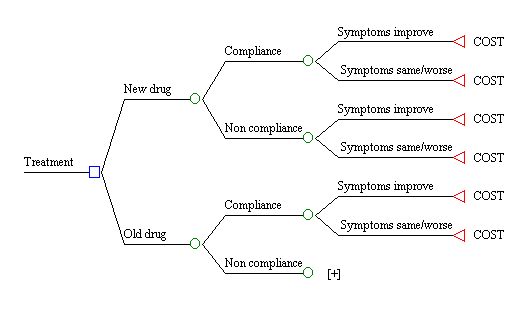 Symptoms improve
COST
Compliance
Symptoms same/worse
COST
New drug
Symptoms improve
COST
Non compliance
Symptoms same/worse
COST
Treatment
Symptoms improve
COST
Compliance
Symptoms same/worse
COST
Old drug
Non compliance
[+]